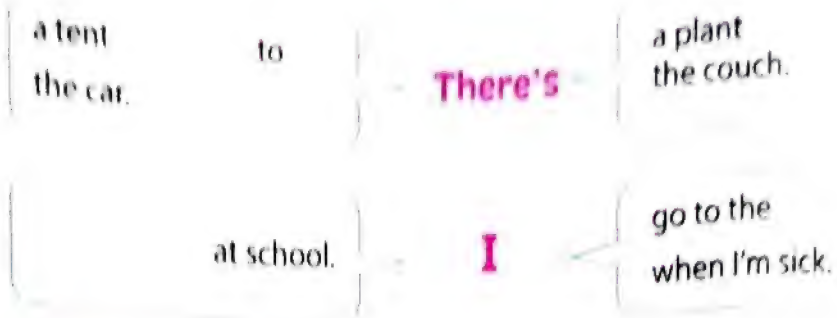 a tent to
the car.
There's
a plant
the couch.
at school.
I
go to the
when I'm sick.